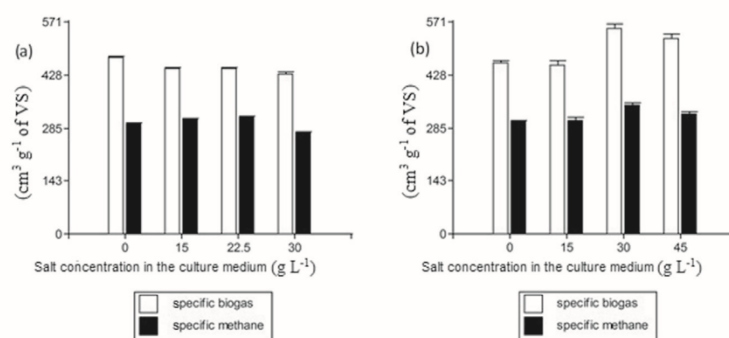 (a)
571
428
285
143
0
(cm³ g⁻¹ of VS)
0 15 22.5 30
Salt concentration in the culture medium (g L⁻¹)
specific biogas
specific methane
(b)
571
428
285
143
0
(cm³ g⁻¹ of VS)
0 15 30 45
Salt concentration in the culture medium (g L⁻¹)
specific biogas
specific methane